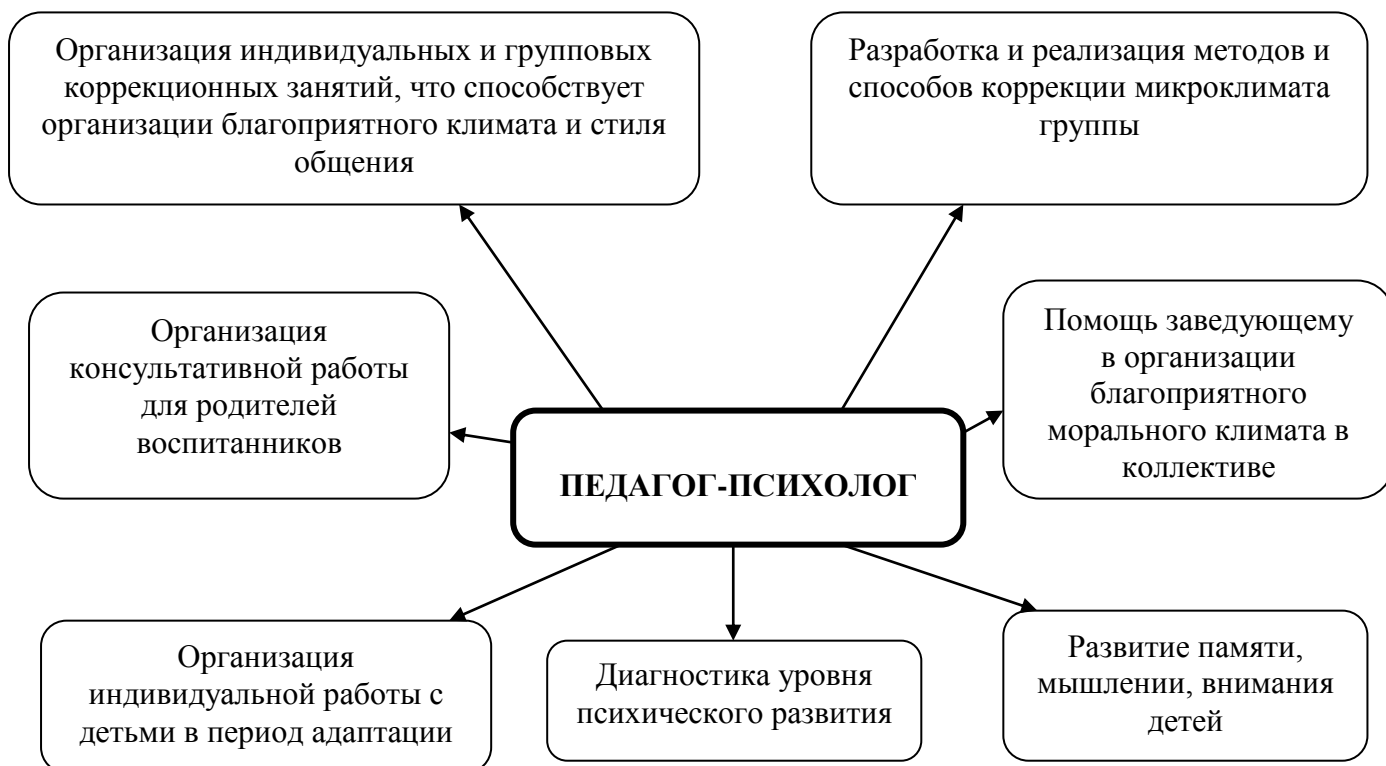 Организация индивидуальных и групповых
коррекционных занятий, что способствует
организации благоприятного климата и стиля
общения
Разработка и реализация методов и
способов коррекции микроклимата
группы
Организация
консультативной работы
для родителей
воспитанников
Помощь заведующему
в организации
благоприятного
морального климата в
коллективе
ПЕДАГОГ-ПСИХОЛОГ
Организация
индивидуальной работы с
детьми в период адаптации
Диагностика уровня
психического развития
Развитие памяти,
мышлении, внимания
детей